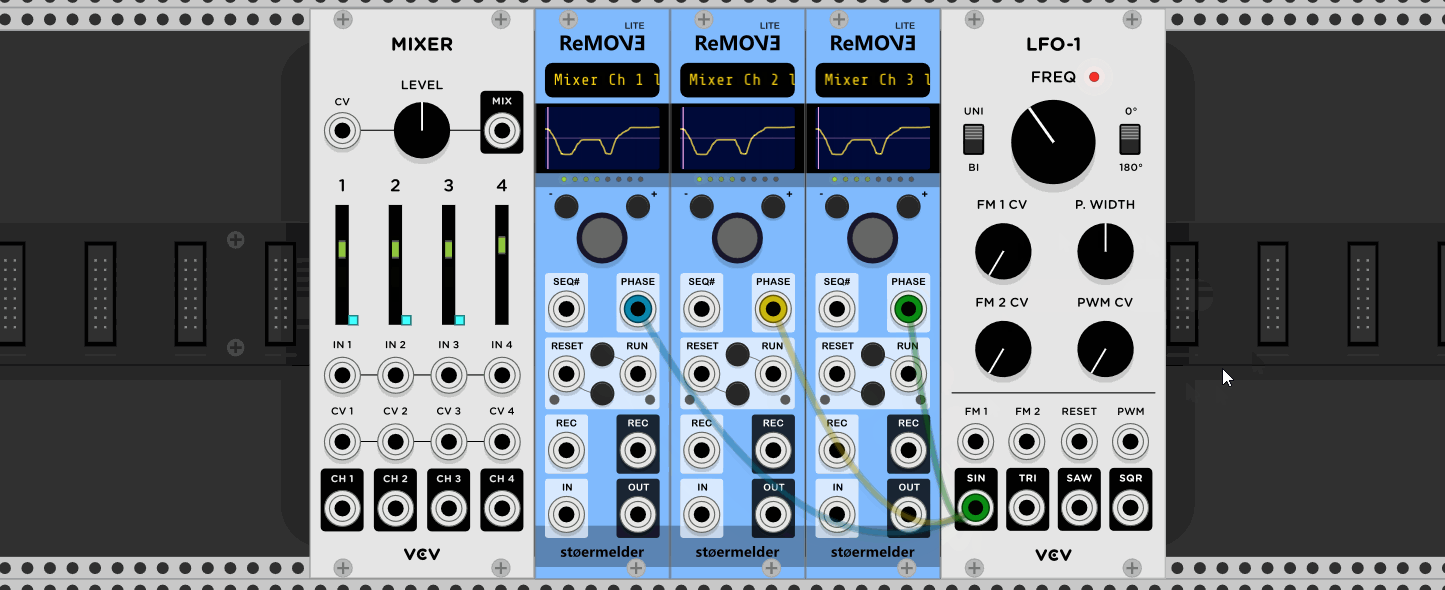 MIXER
LEVEL
CV
MIX
1 2 3 4
IN 1 IN 2 IN 3 IN 4
CV 1 CV 2 CV 3 CV 4
CH 1 CH 2 CH 3 CH 4
VCV
LITE
ReMOVE
Mixer Ch 1 l
- +
SEQ# PHASE
RESET RUN
REC REC
IN OUT
støermelder
LITE
ReMOVE
Mixer Ch 2 l
- +
SEQ# PHASE
RESET RUN
REC REC
IN OUT
støermelder
LITE
ReMOVE
Mixer Ch 3 l
- +
SEQ# PHASE
RESET RUN
REC REC
IN OUT
støermelder
LFO-1
FREQ
UNI 0°
BI 180°
FM 1 CV P. WIDTH
FM 2 CV PWM CV
FM 1 FM 2 RESET PWM
SIN TRI SAW SQR
VCV